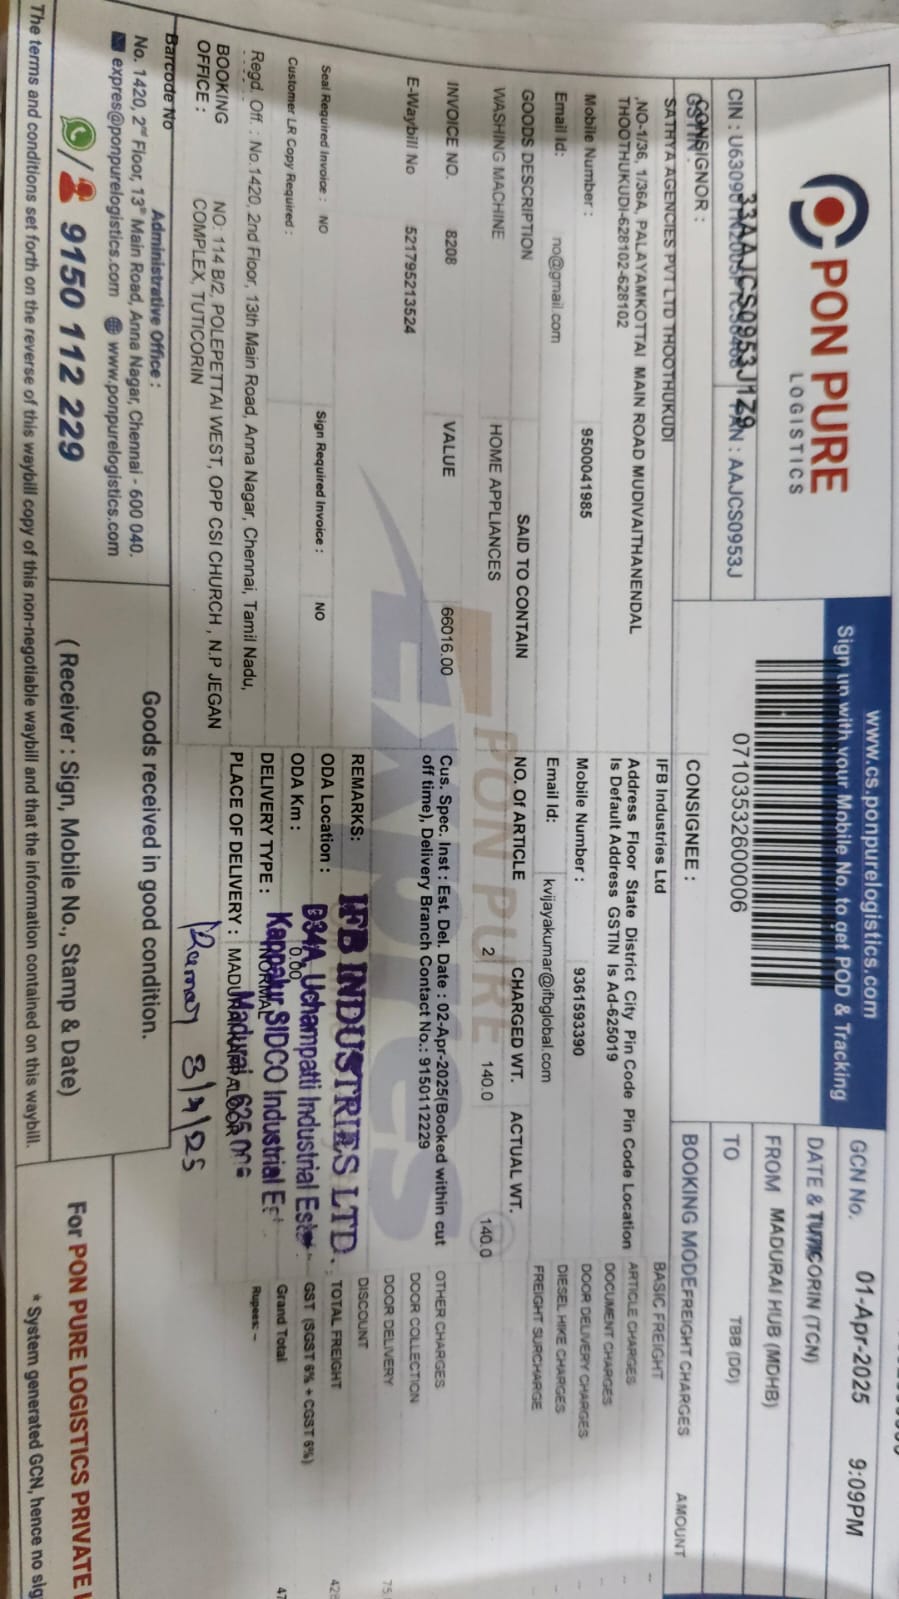 PON PURE
LOGISTICS
www.cs.ponpurelogistics.com
Sign up with your Mobile No. to get POD & Tracking
07103532600006
GCN No. 01-Apr-2025 9:09PM
DATE & TUTICORIN (TCN)
FROM MADURAI HUB (MDHB)
TO TBB (DD)
CIN : PAN : AAJCS0953J
GSTIN : 33AAJCS0953J1Z9
CONSIGNOR :
SATHYA AGENCIES PVT LTD THOOTHUKUDI
,NO-1/36, 1/36A, PALAYAMKOTTAI MAIN ROAD MUDIVAITHANENDAL
THOOTHUKUDI-628102-628102
Mobile Number : 9500041985
Email Id: no@gmail.com
CONSIGNEE :
IFB Industries Ltd
Address Floor State District City Pin Code Pin Code Location
Is Default Address GSTIN Is Ad-625019
Mobile Number : 9361593390
Email Id: kvijayakumar@ifbglobal.com
GOODS DESCRIPTION SAID TO CONTAIN NO. Of ARTICLE CHARGED WT. ACTUAL WT.
WASHING MACHINE HOME APPLIANCES 2 140.0 140.0
INVOICE NO. 8208 VALUE 66016.00
E-Waybill No 521795213524
Seal Required Invoice : NO Sign Required Invoice : NO
Customer LR Copy Required :
Cus. Spec. Inst : Est. Del. Date : 02-Apr-2025(Booked within cut
off time), Delivery Branch Contact No.: 9150112229
REMARKS:
ODA Location :
ODA Km : 0.00
DELIVERY TYPE : NORMAL
PLACE OF DELIVERY :
IFB INDUSTRIES LTD.
Uchampatti Industrial
Kappalur SIDCO Industrial
Madurai
8/4/25
BOOKING MODE FREIGHT CHARGES AMOUNT
BASIC FREIGHT --
ARTICLE CHARGES --
DOCUMENT CHARGES --
DOOR DELIVERY CHARGES --
DIESEL HIKE CHARGES --
FREIGHT SURCHARGE --
OTHER CHARGES
DOOR COLLECTION
DOOR DELIVERY
DISCOUNT
TOTAL FREIGHT
GST (SGST 6% + CGST 6%)
Grand Total
Rupees: --
Regd. Off. : No.1420, 2nd Floor, 13th Main Road, Anna Nagar, Chennai, Tamil Nadu,
BOOKING OFFICE : NO: 114 B/2, POLEPETTAI WEST, OPP CSI CHURCH , N.P JEGAN
COMPLEX, TUTICORIN
Barcode No
Administrative Office :
No. 1420, 2nd Floor, 13th Main Road, Anna Nagar, Chennai - 600 040.
expres@ponpurelogistics.com www.ponpurelogistics.com
9150 112 229
Goods received in good condition.
( Receiver : Sign, Mobile No., Stamp & Date)
For PON PURE LOGISTICS PRIVATE
The terms and conditions set forth on the reverse of this waybill copy of this non-negotiable waybill and that the information contained on this waybill.
* System generated GCN, hence no
PON PURE
Expres